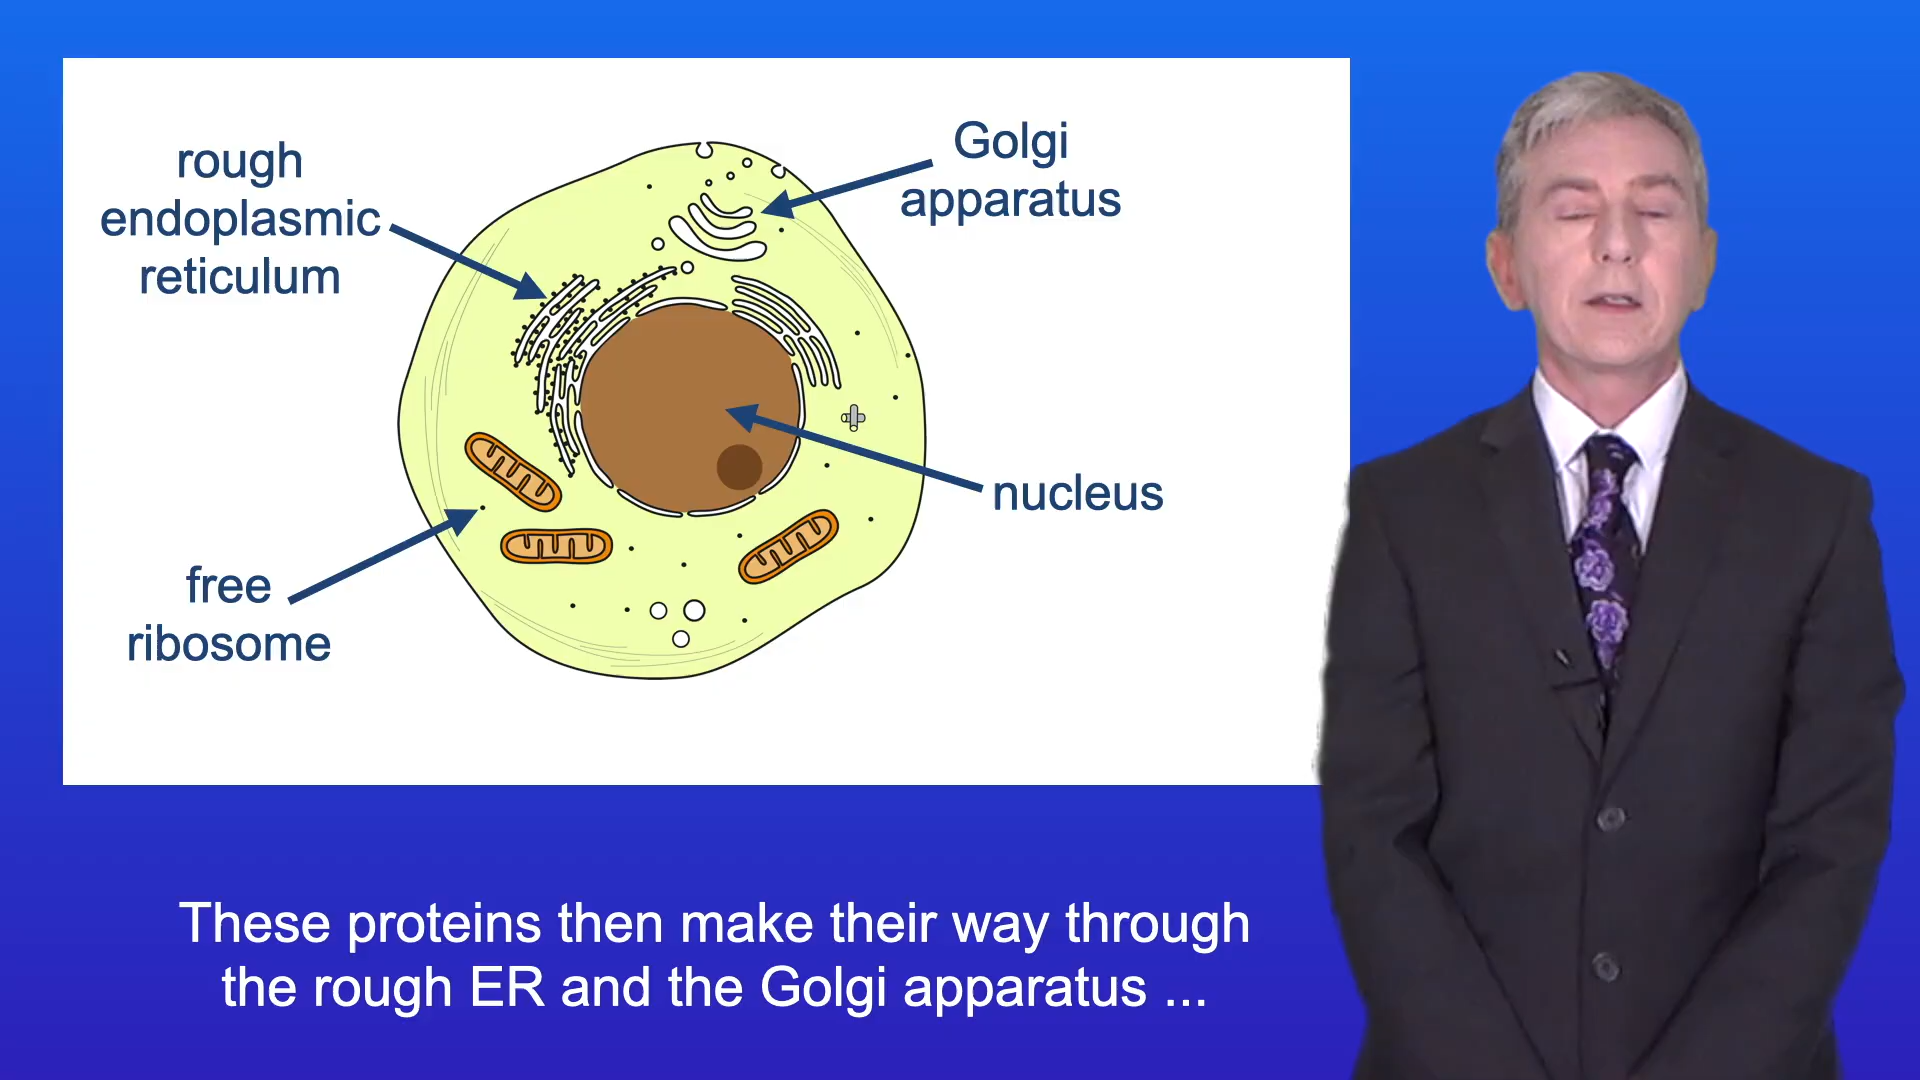 rough
endoplasmic
reticulum
Golgi
apparatus
nucleus
free
ribosome
These proteins then make their way through
the rough ER and the Golgi apparatus ...